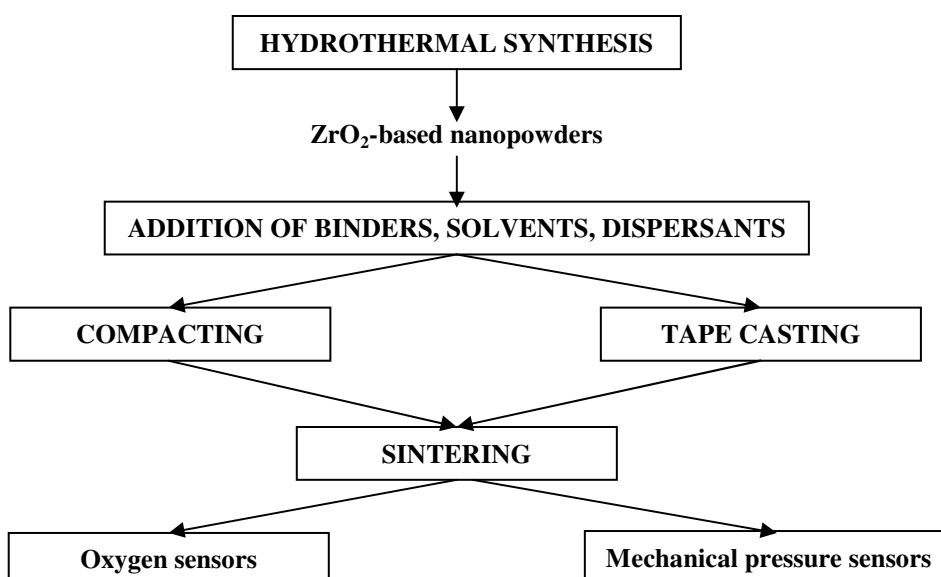 HYDROTHERMAL SYNTHESIS
ZrO₂-based nanopowders
ADDITION OF BINDERS, SOLVENTS, DISPERSANTS
COMPACTING
TAPE CASTING
SINTERING
Oxygen sensors
Mechanical pressure sensors